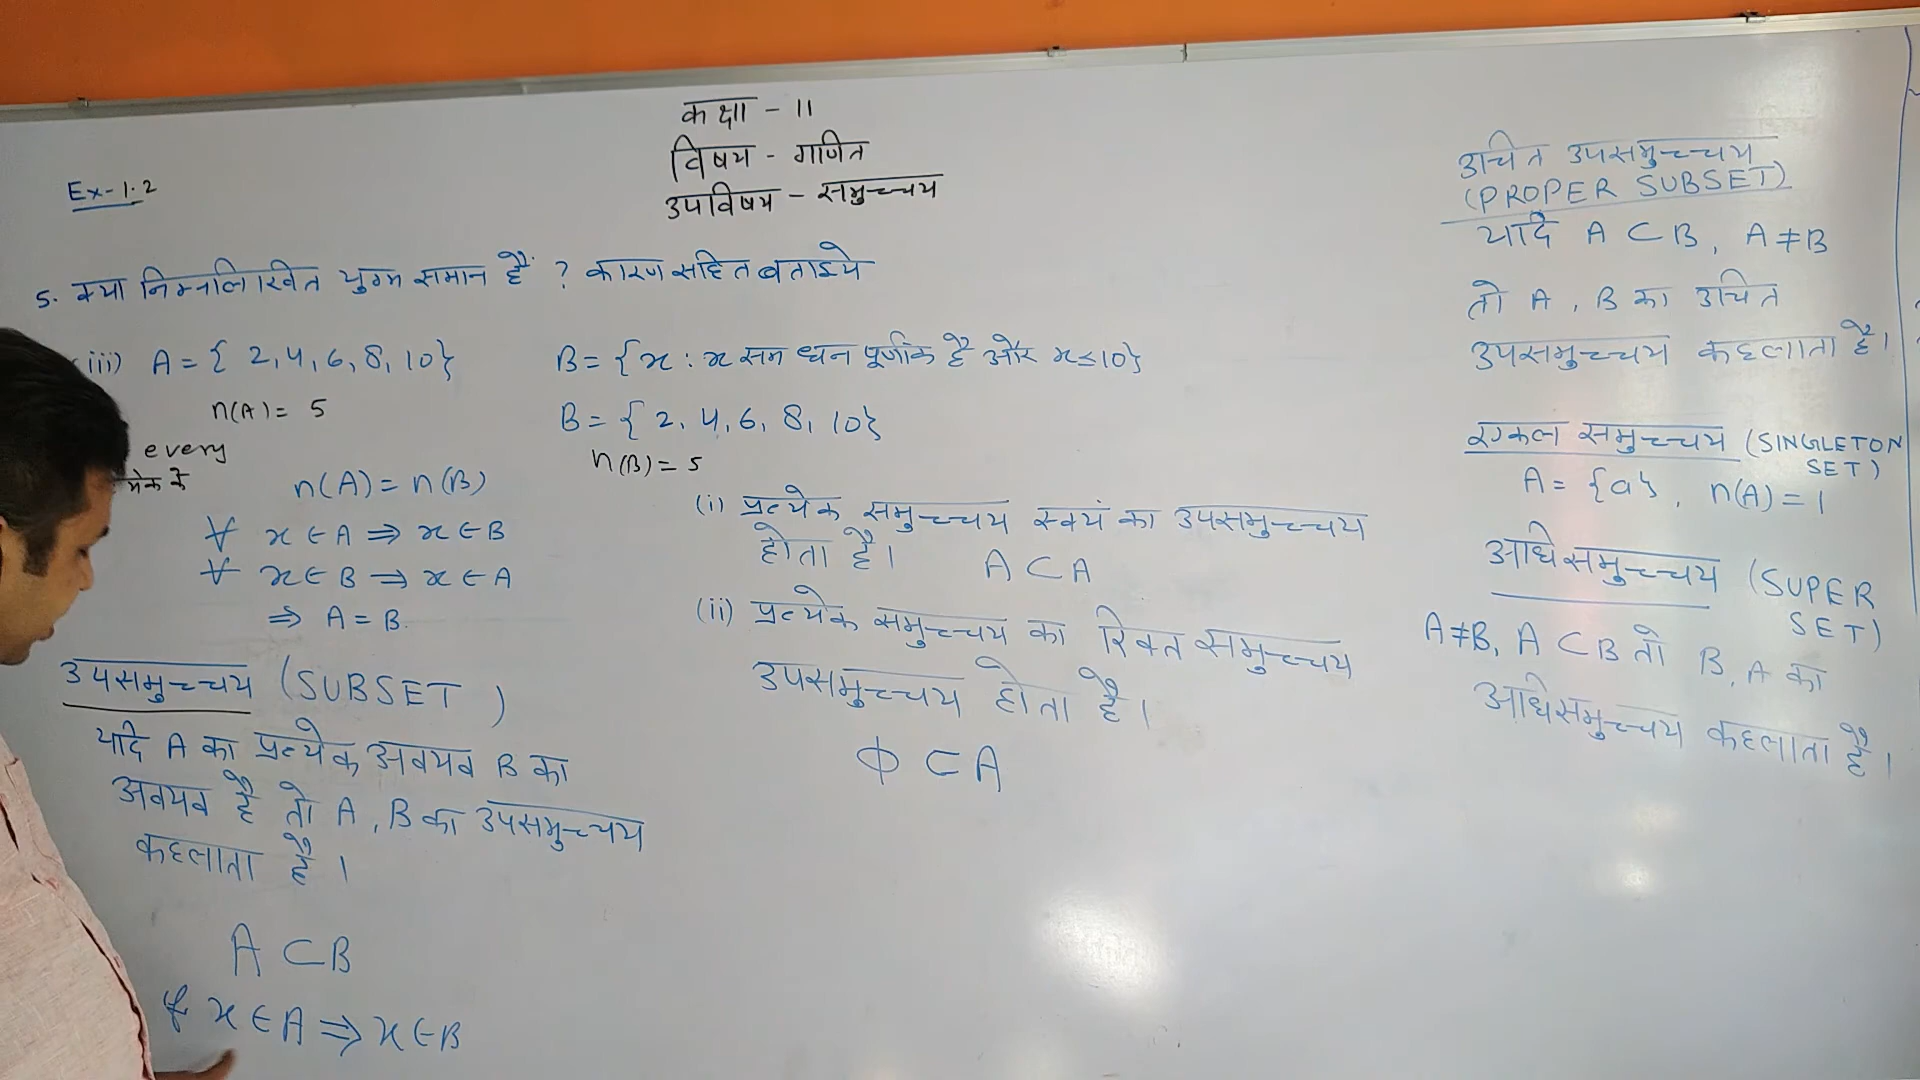 कक्षा - 11
विषय - गणित
उपविषय - समुच्चय
Ex-1.2
5. क्या निम्नलिखित युग्म समान हैं ? कारण सहित बताइये
(iii) A = { 2, 4, 6, 8, 10}
B = {x : x सम धन पूर्णांक है और x ≤ 10}
n(A) = 5
B = { 2, 4, 6, 8, 10}
n(B) = 5
every
के
n(A) = n(B)
∀ x ∈ A ⇒ x ∈ B
∀ x ∈ B ⇒ x ∈ A
⇒ A = B.
उपसमुच्चय (SUBSET)
यदि A का प्रत्येक अवयव B का
अवयव है तो A, B का उपसमुच्चय
कहलाता है।
A ⊂ B
x ∈ A ⇒ x ∈ B
(i) प्रत्येक समुच्चय स्वयं का उपसमुच्चय
होता है। A ⊂ A
(ii) प्रत्येक समुच्चय का रिक्त समुच्चय
उपसमुच्चय होता है।
ϕ ⊂ A
उचित उपसमुच्चय
(PROPER SUBSET)
यदि A ⊂ B, A ≠ B
तो A, B का उचित
उपसमुच्चय कहलाता है।
एकल समुच्चय (SINGLETON
SET)
A = {a}, n(A) = 1
अधिसमुच्चय (SUPER
SET)
A ≠ B, A ⊂ B तो B, A का
अधिसमुच्चय कहलाता है।